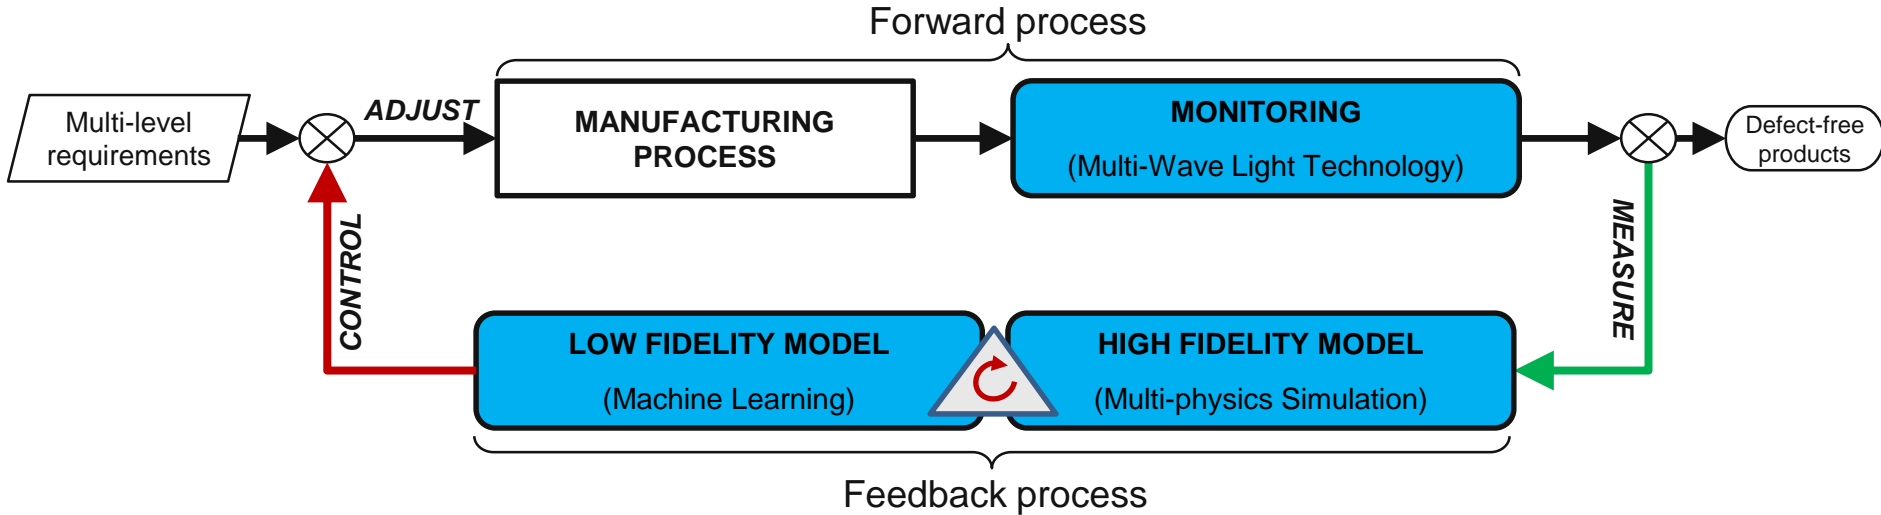 Forward process
Multi-level
requirements
ADJUST
MANUFACTURING
PROCESS
MONITORING
(Multi-Wave Light Technology)
Defect-free
products
CONTROL
MEASURE
LOW FIDELITY MODEL
(Machine Learning)
HIGH FIDELITY MODEL
(Multi-physics Simulation)
Feedback process